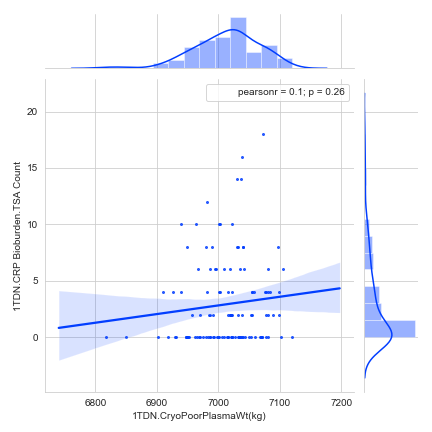 pearsonr = 0.1; p = 0.26
20
15
10
5
0
1TDN.CRP Bioburden.TSA Count
6800 6900 7000 7100 7200
1TDN.CryoPoorPlasmaWt(kg)